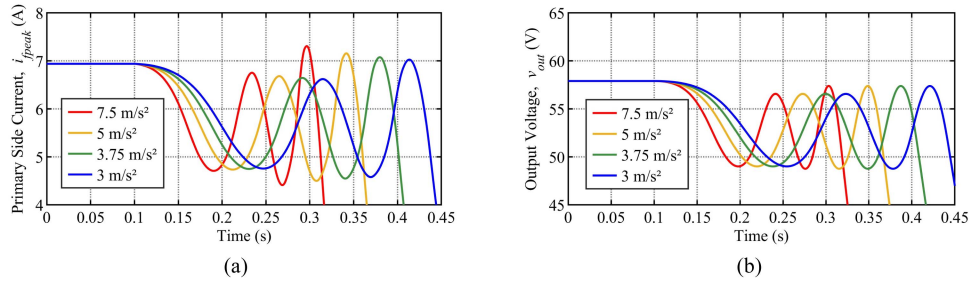 Primary Side Current, i_fpeak (A)
8
7
6
5
4
7.5 m/s²
5 m/s²
3.75 m/s²
3 m/s²
0 0.05 0.1 0.15 0.2 0.25 0.3 0.35 0.4 0.45
Time (s)
(a)
Output Voltage, v_out (V)
65
60
55
50
45
7.5 m/s²
5 m/s²
3.75 m/s²
3 m/s²
0 0.05 0.1 0.15 0.2 0.25 0.3 0.35 0.4 0.45
Time (s)
(b)